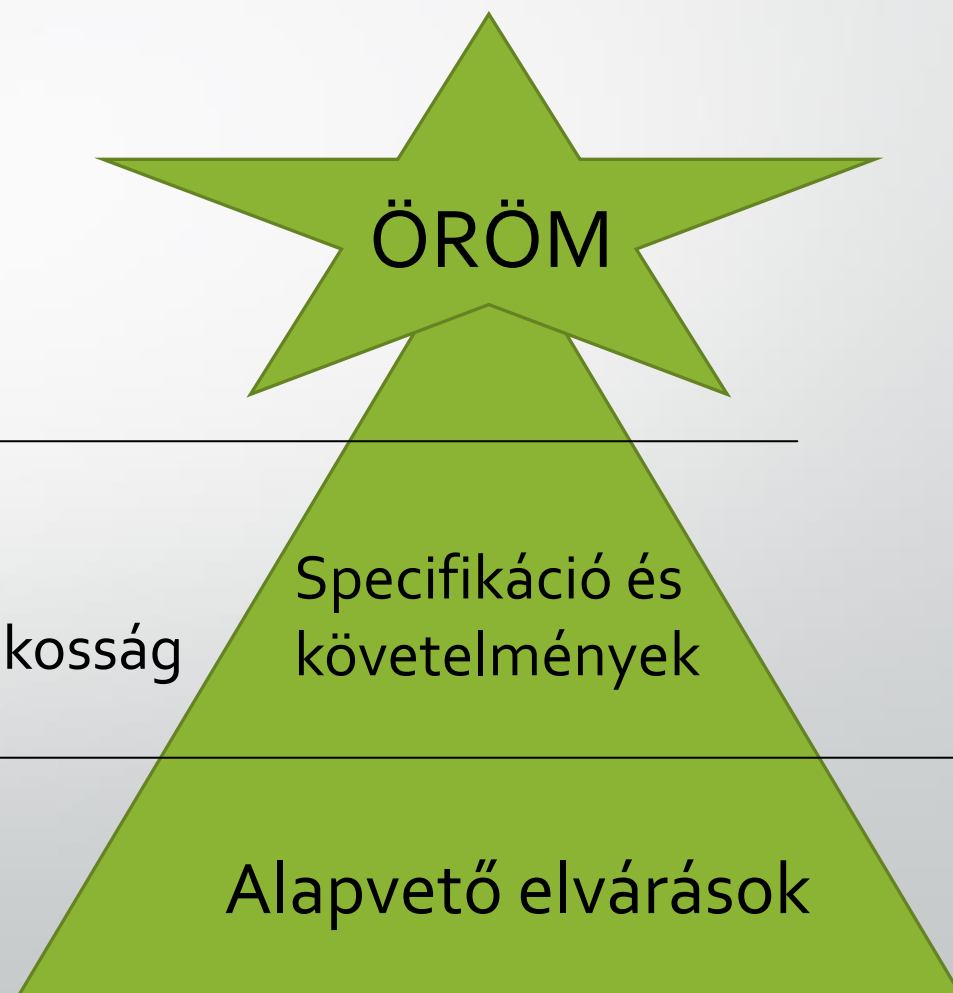 ÖRÖM
Specifikáció és
kosság
követelmények
Alapvető elvárások